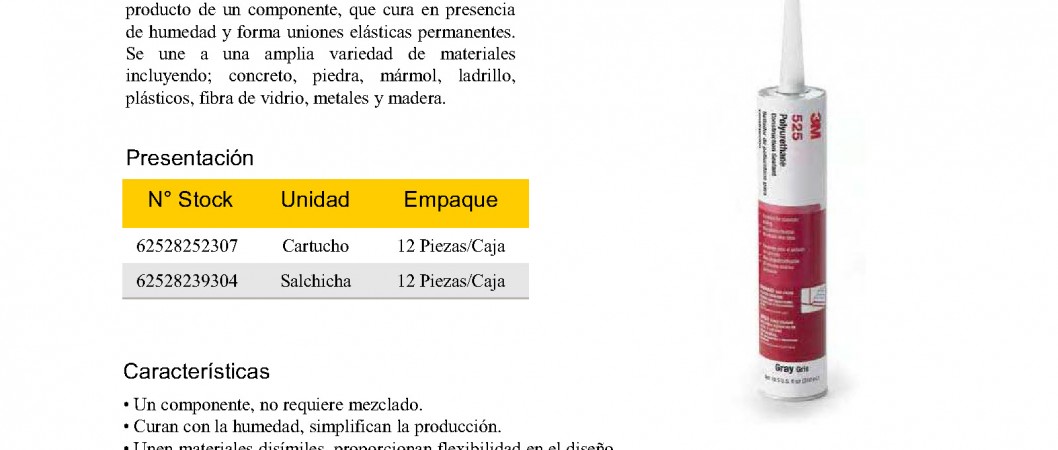 producto de un componente, que cura en presencia
de humedad y forma uniones elásticas permanentes.
Se une a una amplia variedad de materiales
incluyendo; concreto, piedra, mármol, ladrillo,
plásticos, fibra de vidrio, metales y madera.
Presentación
N° Stock Unidad Empaque
62528252307 Cartucho 12 Piezas/Caja
62528239304 Salchicha 12 Piezas/Caja
Características
• Un componente, no requiere mezclado.
• Curan con la humedad, simplifican la producción.
• Unen materiales disímiles, proporcionan flexibilidad en el diseño
3M
525
Polyurethane
Construction Sealant
Gray Gris